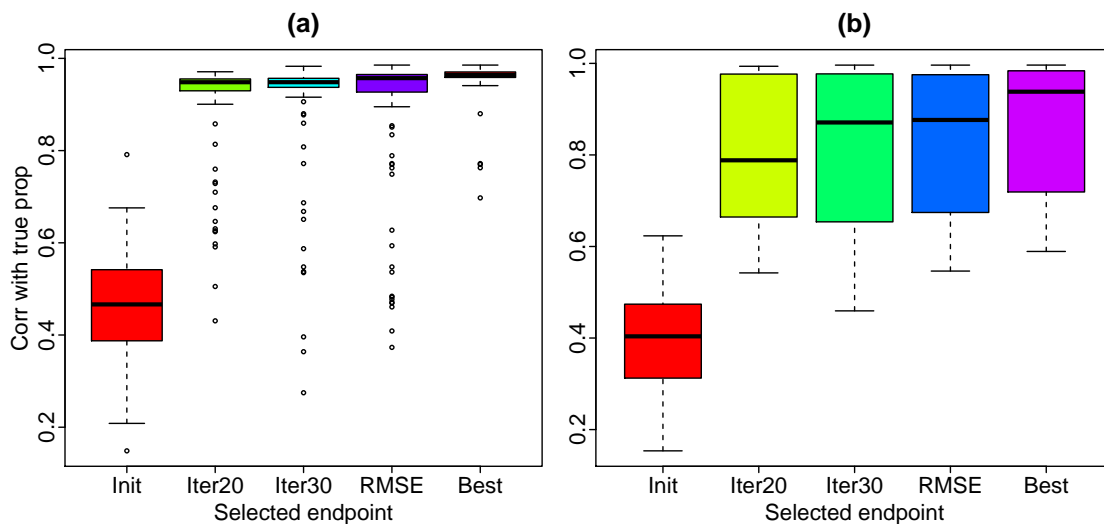 (a)
Corr with true prop
1.0
0.8
0.6
0.4
0.2
Init Iter20 Iter30 RMSE Best
Selected endpoint
(b)
1.0
0.8
0.6
0.4
0.2
Init Iter20 Iter30 RMSE Best
Selected endpoint